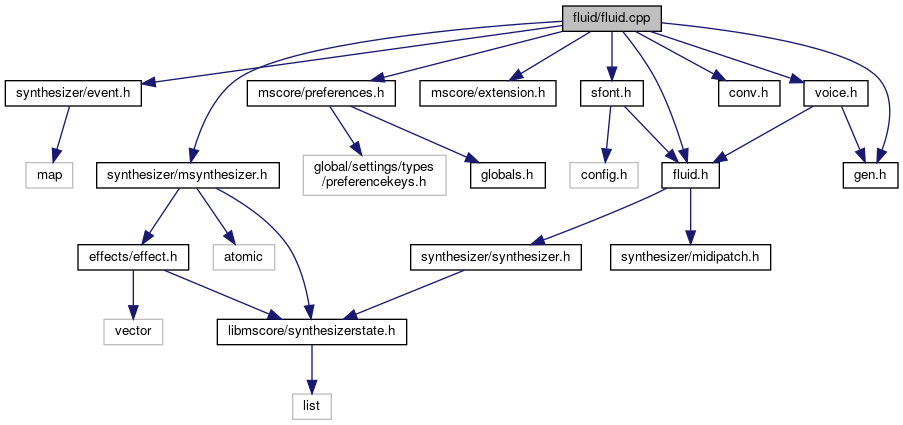 fluid/fluid.cpp
synthesizer/event.h
mscore/preferences.h
mscore/extension.h
sfont.h
conv.h
voice.h
map
synthesizer/msynthesizer.h
global/settings/types
/preferencekeys.h
globals.h
config.h
fluid.h
gen.h
effects/effect.h
atomic
synthesizer/synthesizer.h
synthesizer/midipatch.h
vector
libmscore/synthesizerstate.h
list